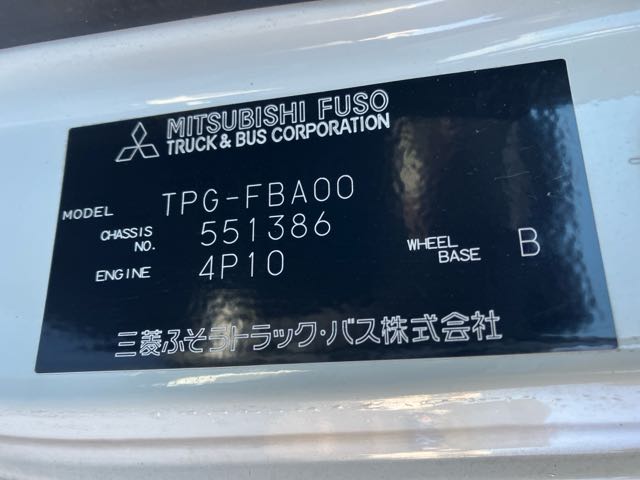 MITSUBISHI FUSO
TRUCK & BUS CORPORATION
MODEL TPG-FBA00
CHASSIS NO. 551386
ENGINE 4P10 WHEEL BASE B
三菱ふそうトラック・バス株式会社